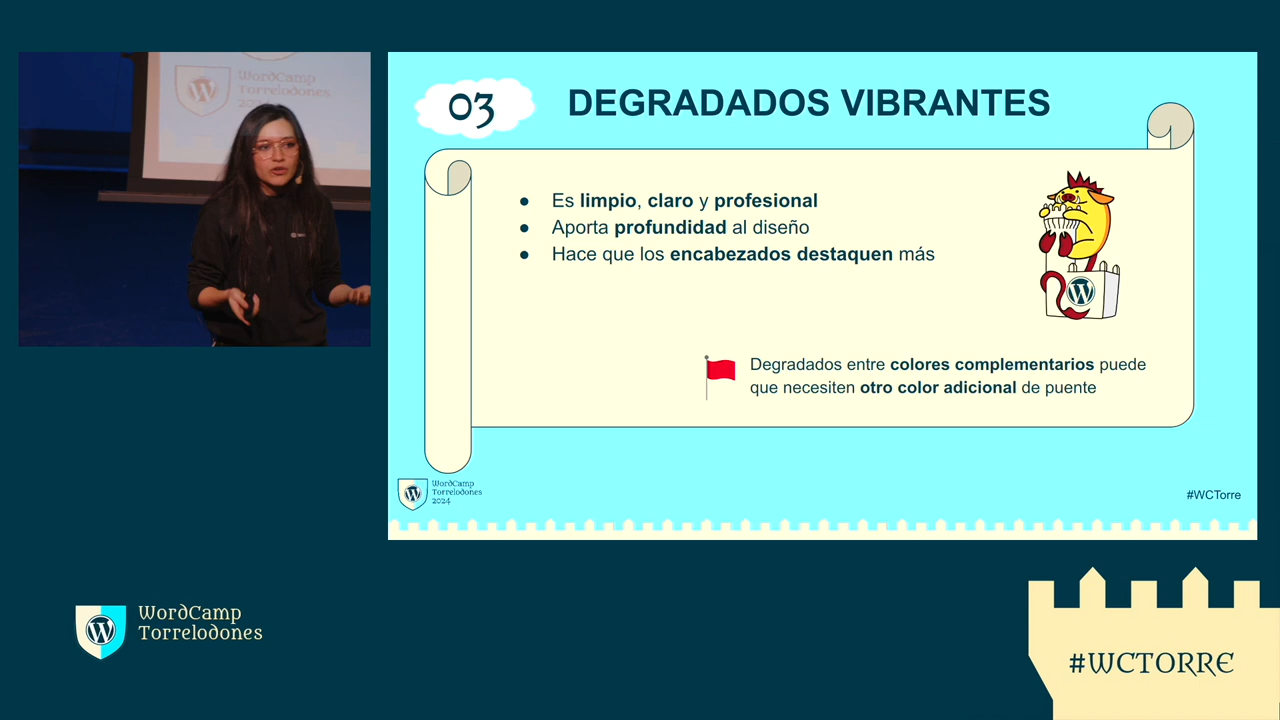 WordCamp
Torrelodones
03
DEGRADADOS VIBRANTES
● Es limpio, claro y profesional
● Aporta profundidad al diseño
● Hace que los encabezados destaquen más
Degradados entre colores complementarios puede
que necesiten otro color adicional de puente
WordCamp
Torrelodones
2024
#WCTorre
WordCamp
Torrelodones
#WCTORRE